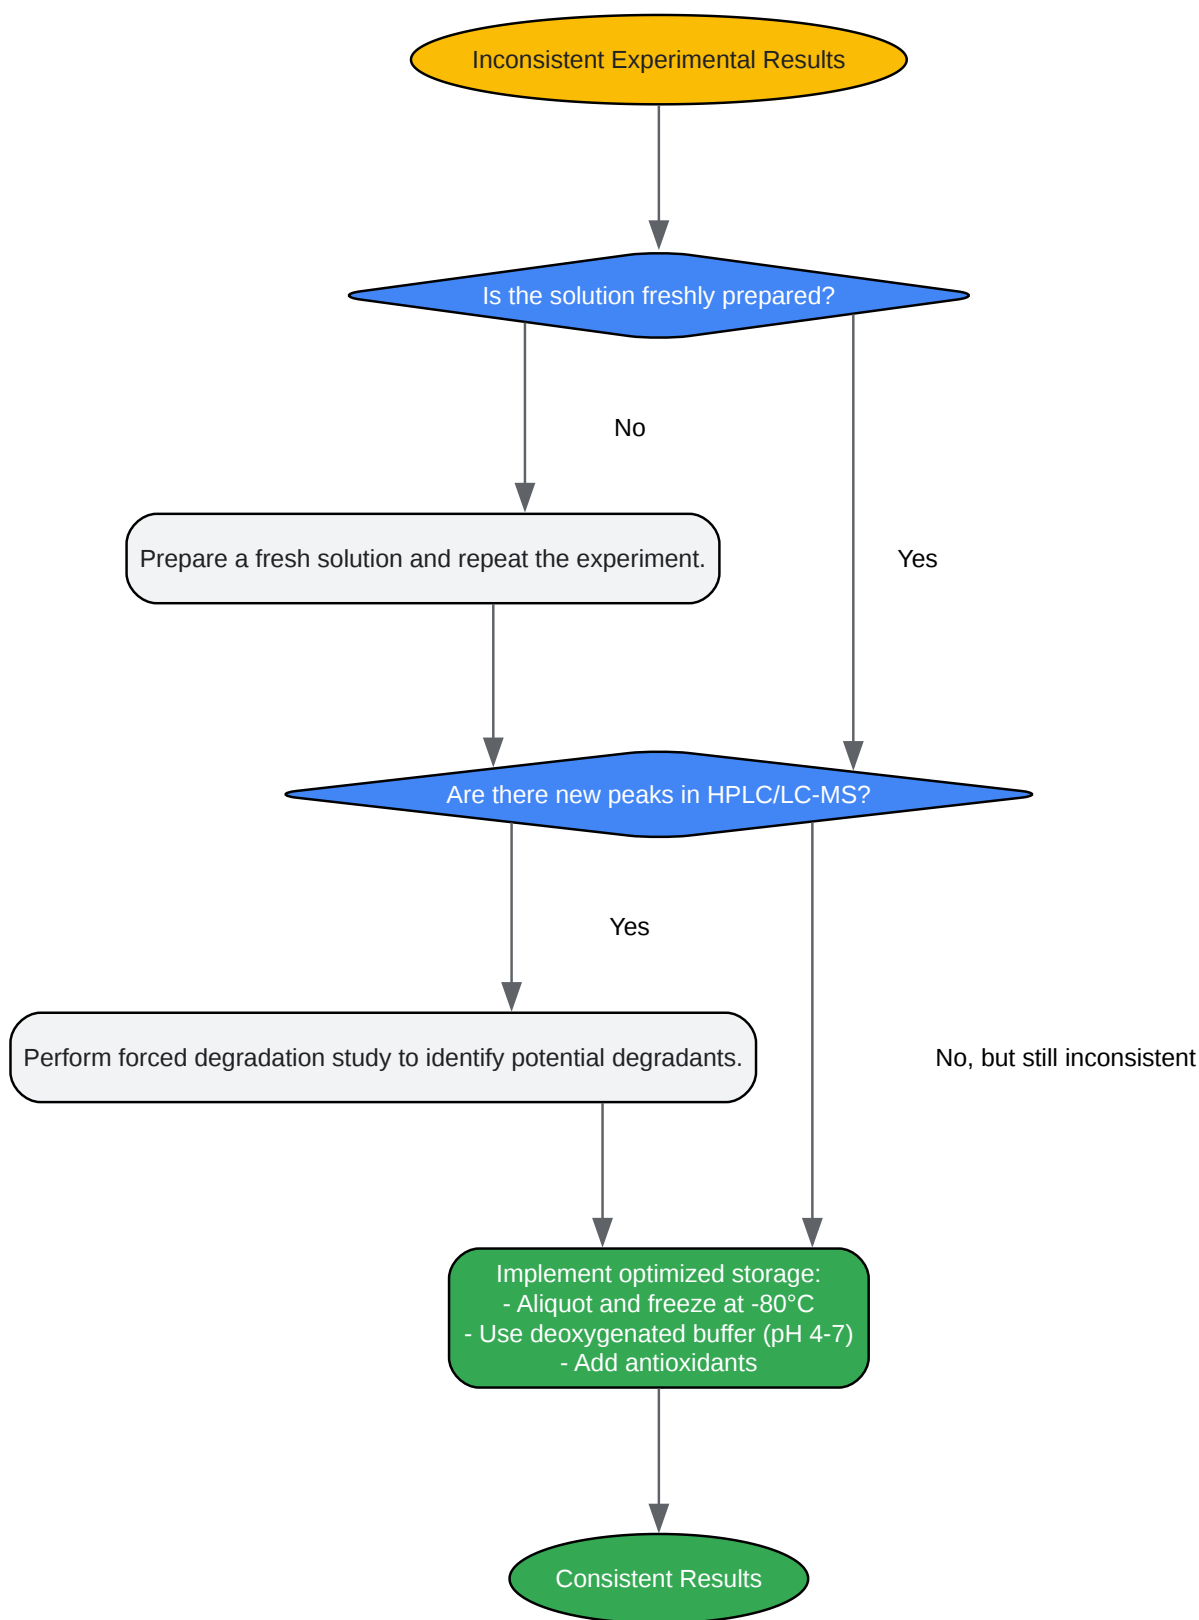 Inconsistent Experimental Results
Is the solution freshly prepared?
No
Prepare a fresh solution and repeat the experiment.
Yes
Are there new peaks in HPLC/LC-MS?
Yes
Perform forced degradation study to identify potential degradants.
No, but still inconsistent
Implement optimized storage:
- Aliquot and freeze at -80°C
- Use deoxygenated buffer (pH 4-7)
- Add antioxidants
Consistent Results